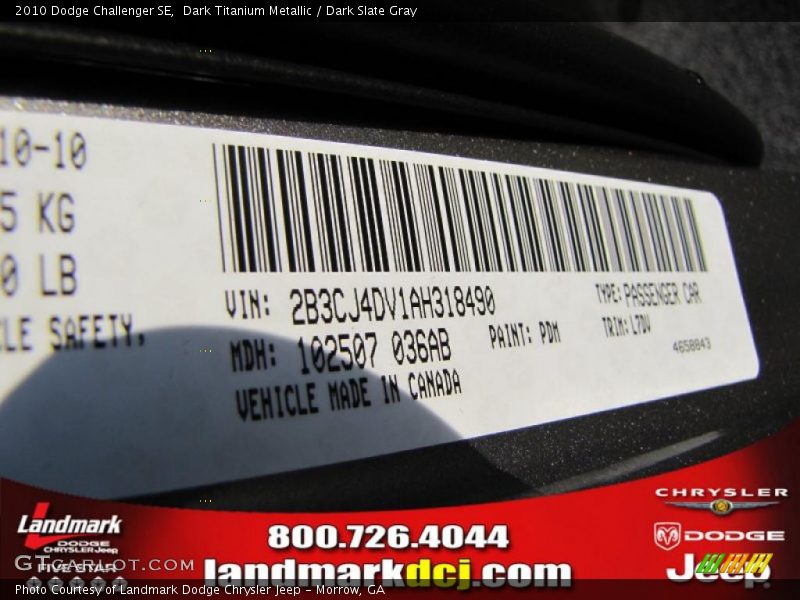 2010 Dodge Challenger SE, Dark Titanium Metallic / Dark Slate Gray
10-10
5 KG
0 LB
CLE SAFETY,
VIN: 2B3CJ4DV1AH318490
TYPE: PASSENGER CAR
MDH: 102507 036AB
PAINT: PDM
TRIM: L7DV
VEHICLE MADE IN CANADA
4658843
Landmark
DODGE
CHRYSLER Jeep
FIVE STAR
800.726.4044
landmarkdcj.com
CHRYSLER
DODGE
Jeep
GTCARLOT.COM
Photo Courtesy of Landmark Dodge Chrysler Jeep - Morrow, GA